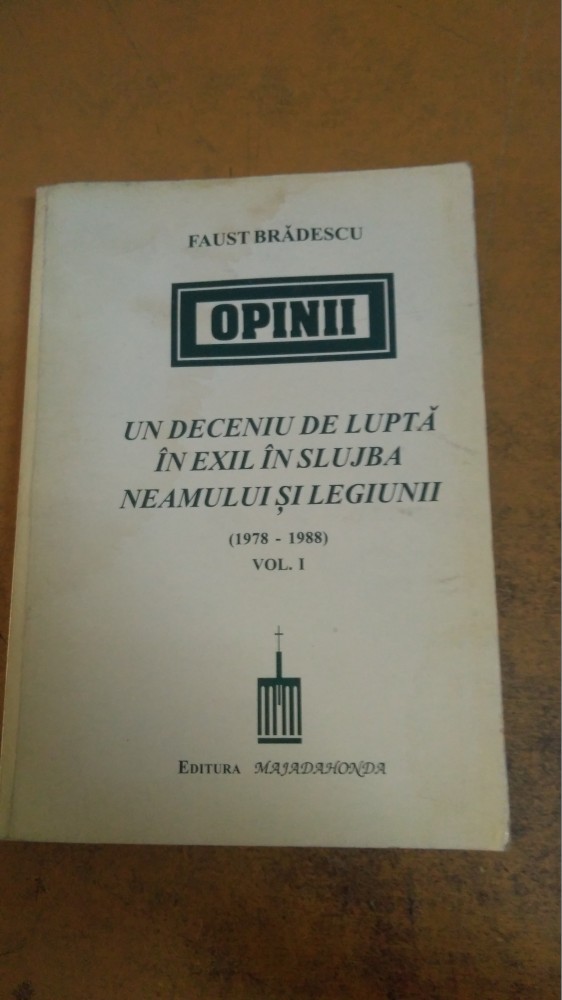 FAUST BRĂDESCU
OPINII
UN DECENIU DE LUPTĂ
ÎN EXIL ÎN SLUJBA
NEAMULUI ȘI LEGIUNII
(1978 - 1988)
VOL. I
EDITURA MAJADAHONDA